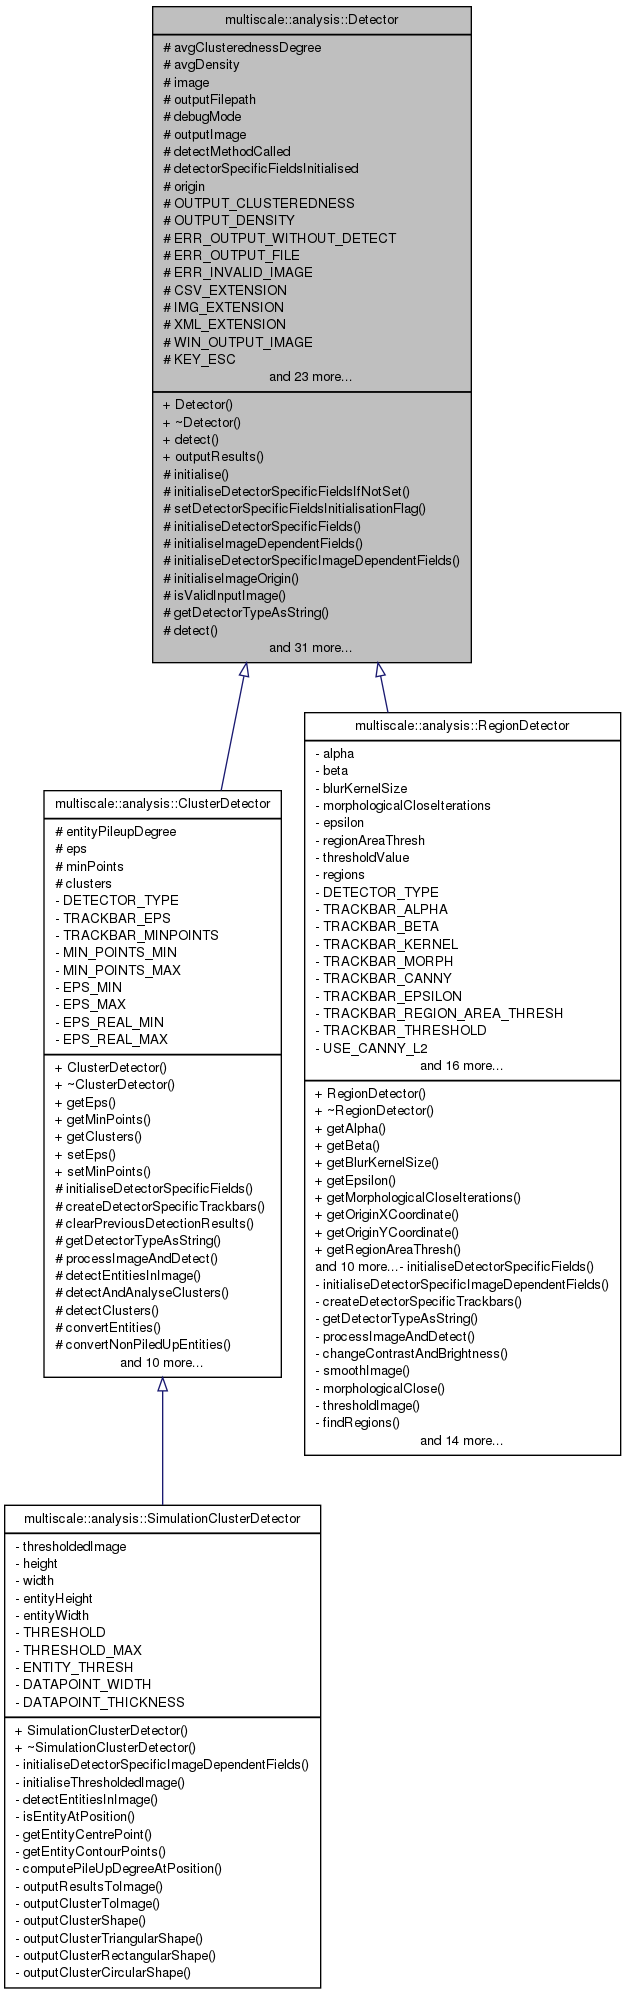 multiscale::analysis::Detector
# avgClusterednessDegree
# avgDensity
# image
# outputFilepath
# debugMode
# outputImage
# detectMethodCalled
# detectorSpecificFieldsInitialised
# origin
# OUTPUT_CLUSTEREDNESS
# OUTPUT_DENSITY
# ERR_OUTPUT_WITHOUT_DETECT
# ERR_OUTPUT_FILE
# ERR_INVALID_IMAGE
# CSV_EXTENSION
# IMG_EXTENSION
# XML_EXTENSION
# WIN_OUTPUT_IMAGE
# KEY_ESC
and 23 more...
+ Detector()
+ ~Detector()
+ detect()
+ outputResults()
# initialise()
# initialiseDetectorSpecificFieldsIfNotSet()
# setDetectorSpecificFieldsInitialisationFlag()
# initialiseDetectorSpecificFields()
# initialiseImageDependentFields()
# initialiseDetectorSpecificImageDependentFields()
# initialiseImageOrigin()
# isValidInputImage()
# getDetectorTypeAsString()
# detect()
and 31 more...
multiscale::analysis::RegionDetector
- alpha
- beta
- blurKernelSize
- morphologicalCloseIterations
- epsilon
- regionAreaThresh
- thresholdValue
- regions
- DETECTOR_TYPE
- TRACKBAR_ALPHA
- TRACKBAR_BETA
- TRACKBAR_KERNEL
- TRACKBAR_MORPH
- TRACKBAR_CANNY
- TRACKBAR_EPSILON
- TRACKBAR_REGION_AREA_THRESH
- TRACKBAR_THRESHOLD
- USE_CANNY_L2
and 16 more...
+ RegionDetector()
+ ~RegionDetector()
+ getAlpha()
+ getBeta()
+ getBlurKernelSize()
+ getEpsilon()
+ getMorphologicalCloseIterations()
+ getOriginXCoordinate()
+ getOriginYCoordinate()
+ getRegionAreaThresh()
and 10 more...- initialiseDetectorSpecificFields()
- initialiseDetectorSpecificImageDependentFields()
- createDetectorSpecificTrackbars()
- getDetectorTypeAsString()
- processImageAndDetect()
- changeContrastAndBrightness()
- smoothImage()
- morphologicalClose()
- thresholdImage()
- findRegions()
and 14 more...
multiscale::analysis::ClusterDetector
# entityPileupDegree
# eps
# minPoints
# clusters
- DETECTOR_TYPE
- TRACKBAR_EPS
- TRACKBAR_MINPOINTS
- MIN_POINTS_MIN
- MIN_POINTS_MAX
- EPS_MIN
- EPS_MAX
- EPS_REAL_MIN
- EPS_REAL_MAX
+ ClusterDetector()
+ ~ClusterDetector()
+ getEps()
+ getMinPoints()
+ getClusters()
+ setEps()
+ setMinPoints()
# initialiseDetectorSpecificFields()
# createDetectorSpecificTrackbars()
# clearPreviousDetectionResults()
# getDetectorTypeAsString()
# processImageAndDetect()
# detectEntitiesInImage()
# detectAndAnalyseClusters()
# detectClusters()
# convertEntities()
# convertNonPiledUpEntities()
and 10 more...
multiscale::analysis::SimulationClusterDetector
- thresholdedImage
- height
- width
- entityHeight
- entityWidth
- THRESHOLD
- THRESHOLD_MAX
- ENTITY_THRESH
- DATAPOINT_WIDTH
- DATAPOINT_THICKNESS
+ SimulationClusterDetector()
+ ~SimulationClusterDetector()
- initialiseDetectorSpecificImageDependentFields()
- initialiseThresholdedImage()
- detectEntitiesInImage()
- isEntityAtPosition()
- getEntityCentrePoint()
- getEntityContourPoints()
- computePileUpDegreeAtPosition()
- outputResultsToImage()
- outputClusterToImage()
- outputClusterShape()
- outputClusterTriangularShape()
- outputClusterRectangularShape()
- outputClusterCircularShape()